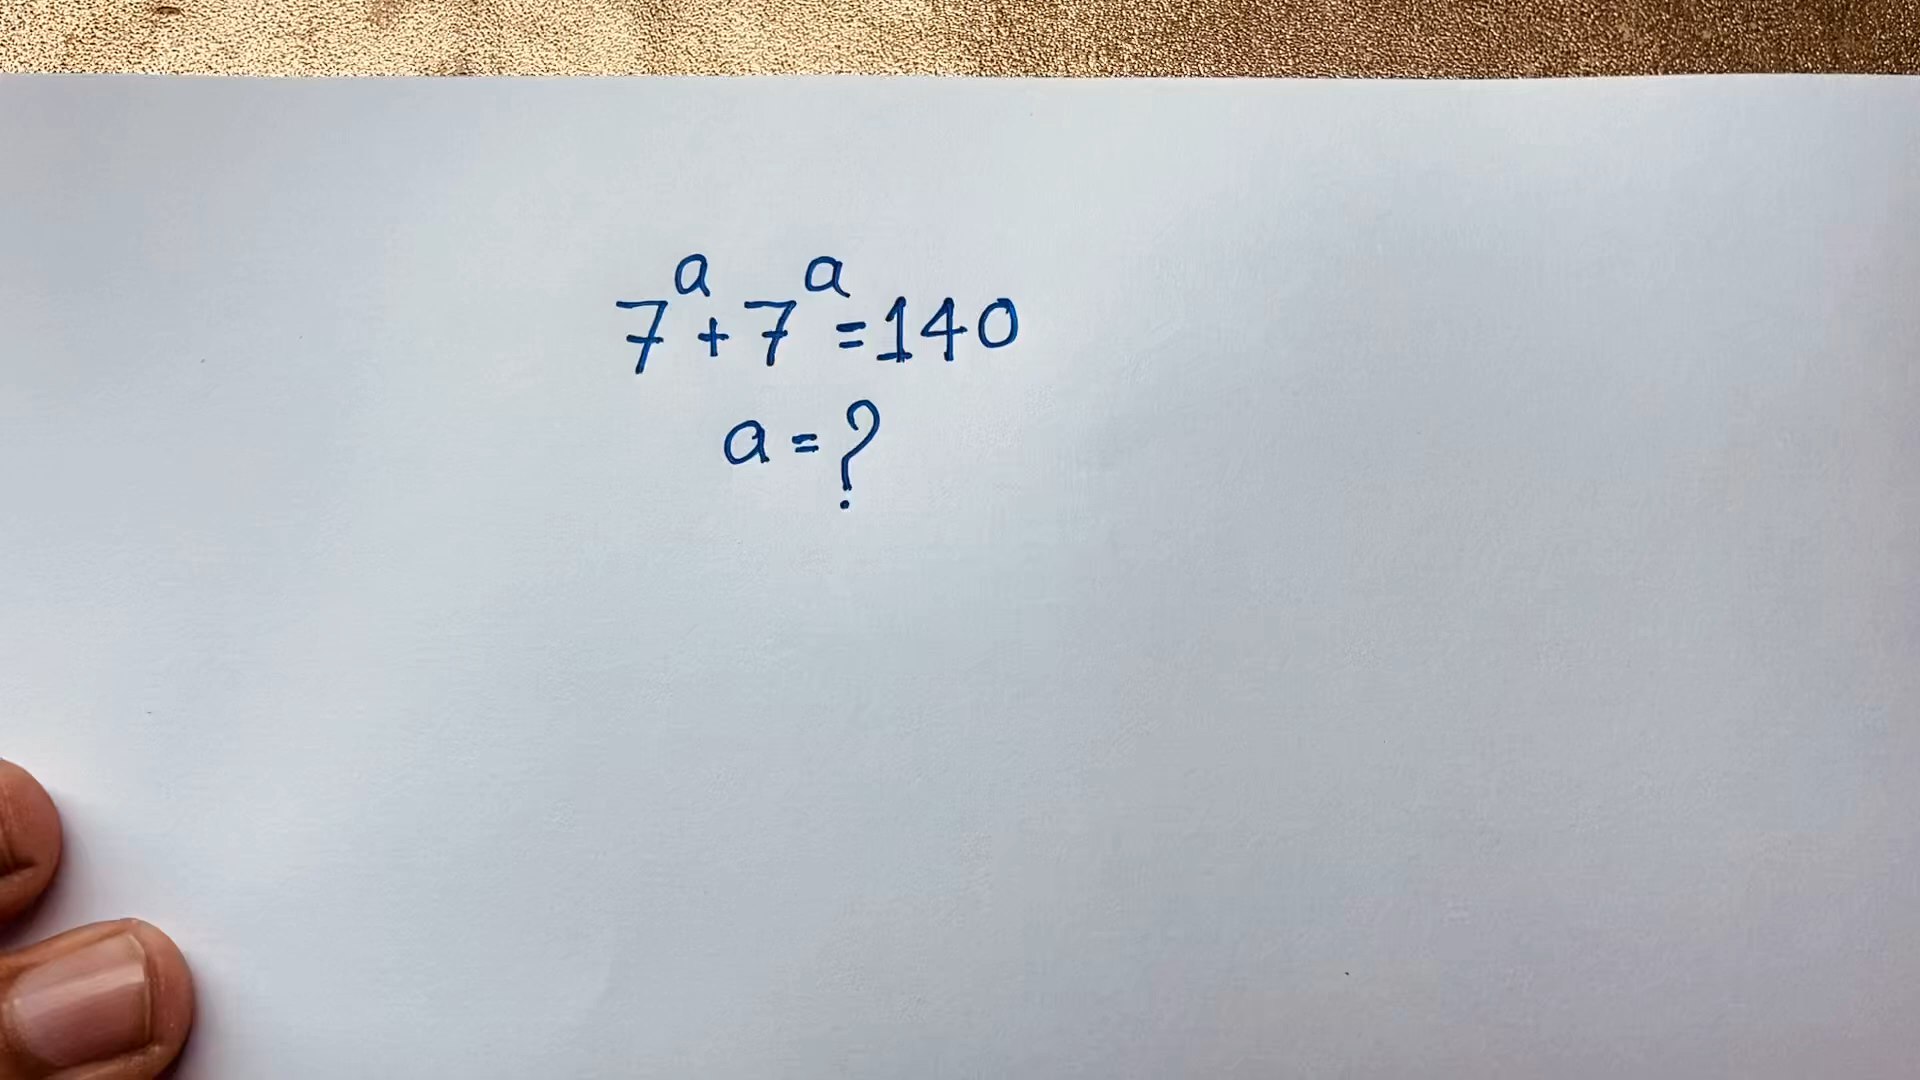 7^a + 7^a = 140
a = ?